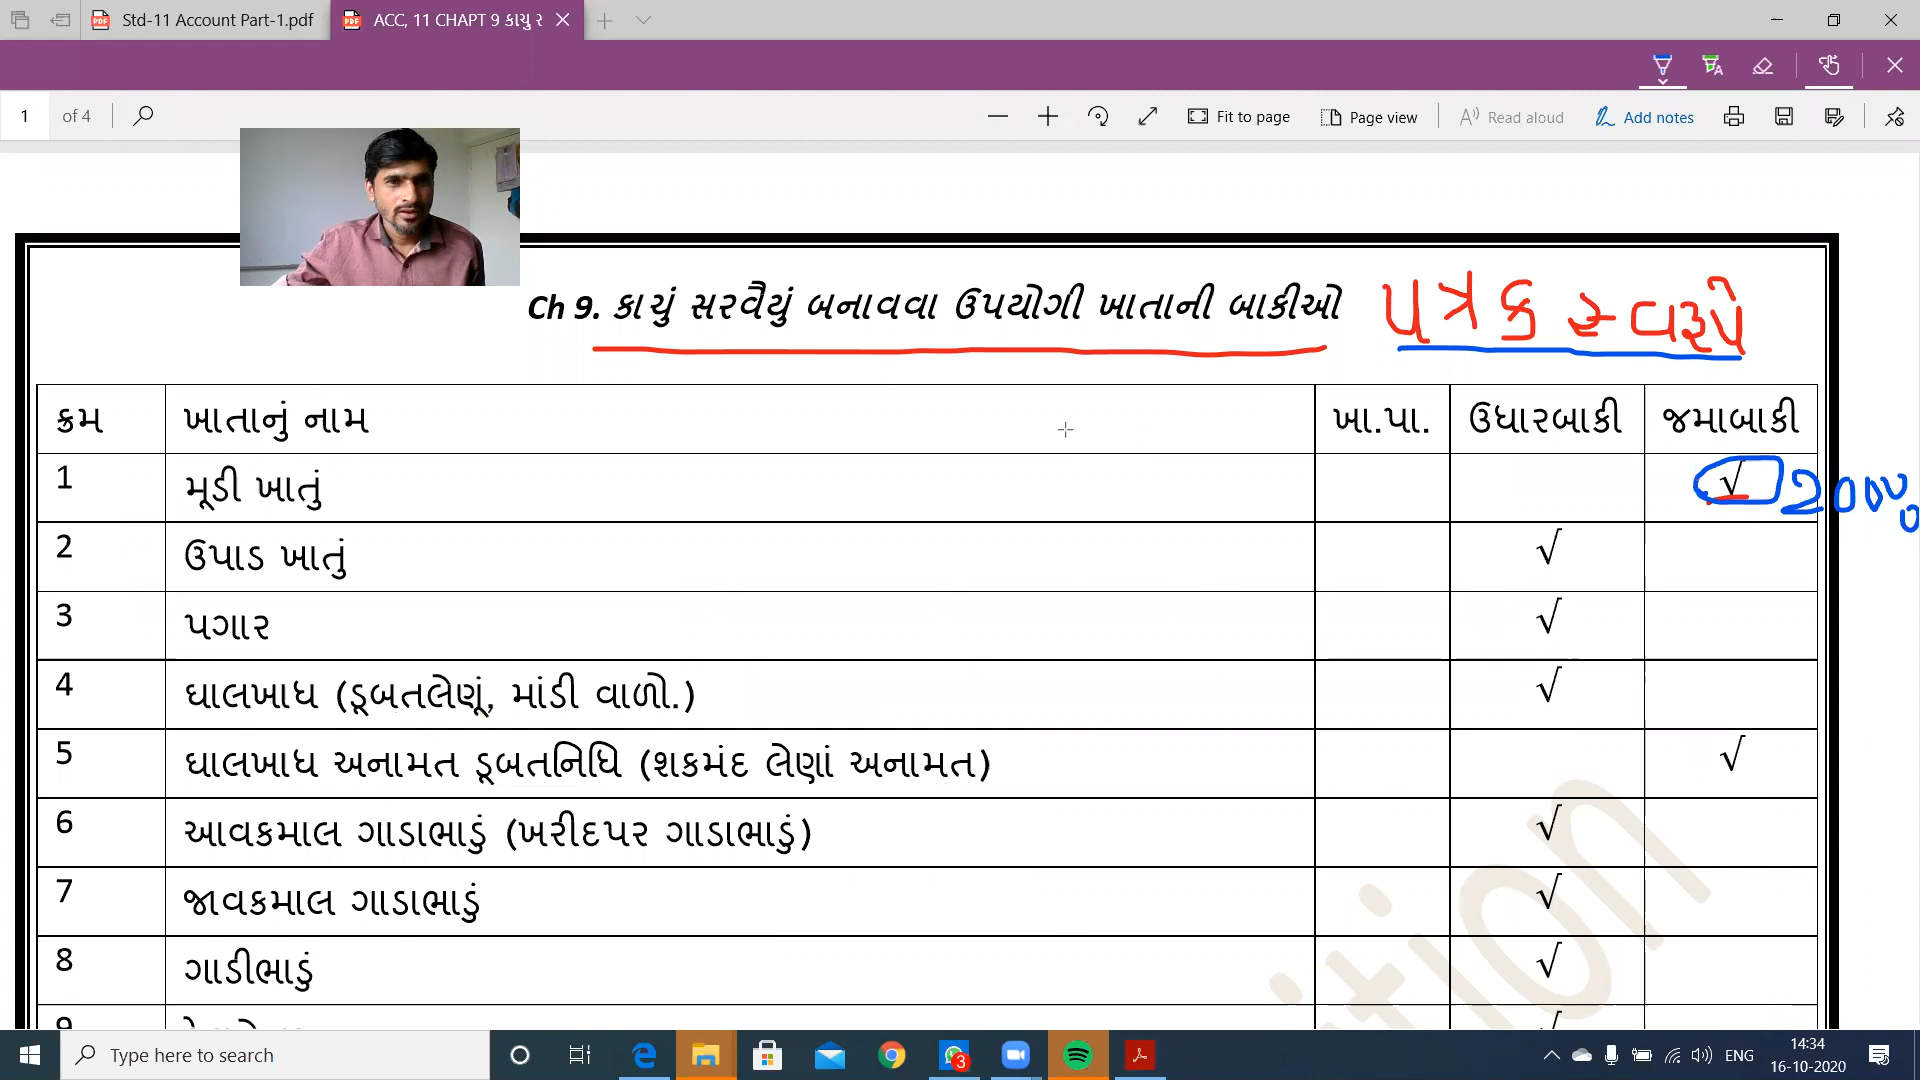 Std-11 Account Part-1.pdf
ACC, 11 CHAPT 9 કાચુ ર
1 of 4
Fit to page
Page view
Read aloud
Add notes
Ch 9. કાચું સરવૈયું બનાવવા ઉપયોગી ખાતાની બાકીઓ પત્રક સ્વરૂપે
ક્રમ ખાતાનું નામ ખા.પા. ઉધારબાકી જમાબાકી
1 મૂડી ખાતું √
2 ઉપાડ ખાતું √
3 પગાર √
4 ઘાલખાધ (ડૂબતલેણૂં, માંડી વાળો.) √
5 ઘાલખાધ અનામત ડૂબતનિધિ (શકમંદ લેણાં અનામત) √
6 આવકમાલ ગાડાભાડું (ખરીદપર ગાડાભાડું) √
7 જાવકમાલ ગાડાભાડું √
8 ગાડીભાડું √
9
Type here to search
3
ENG
14:34
16-10-2020